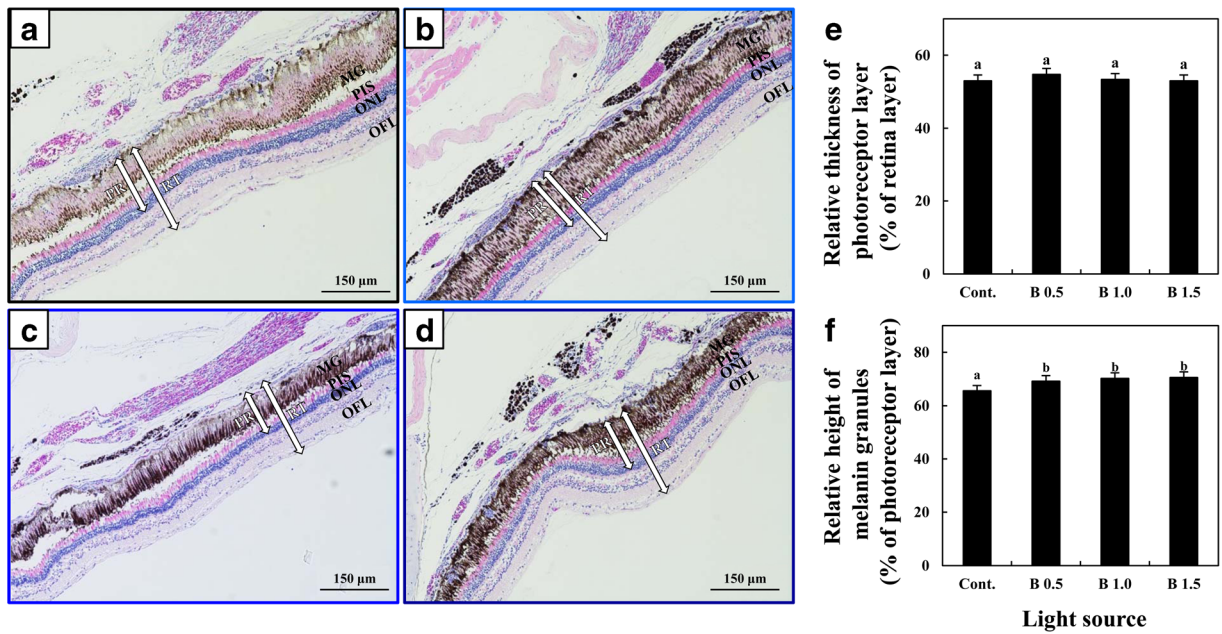 a
MG
PIS
ONL
OFL
PR
RT
150 μm
b
MG
PIS
ONL
OFL
PR
RT
150 μm
c
MG
PIS
ONL
OFL
PR
RT
150 μm
d
MG
PIS
ONL
OFL
PR
RT
150 μm
e
Relative thickness of
photoreceptor layer
(% of retina layer)
60
40
20
0
a
a
a
a
Cont.
B 0.5
B 1.0
B 1.5
f
Relative height of
melanin granules
(% of photoreceptor layer)
80
60
40
20
0
a
b
b
b
Cont.
B 0.5
B 1.0
B 1.5
Light source